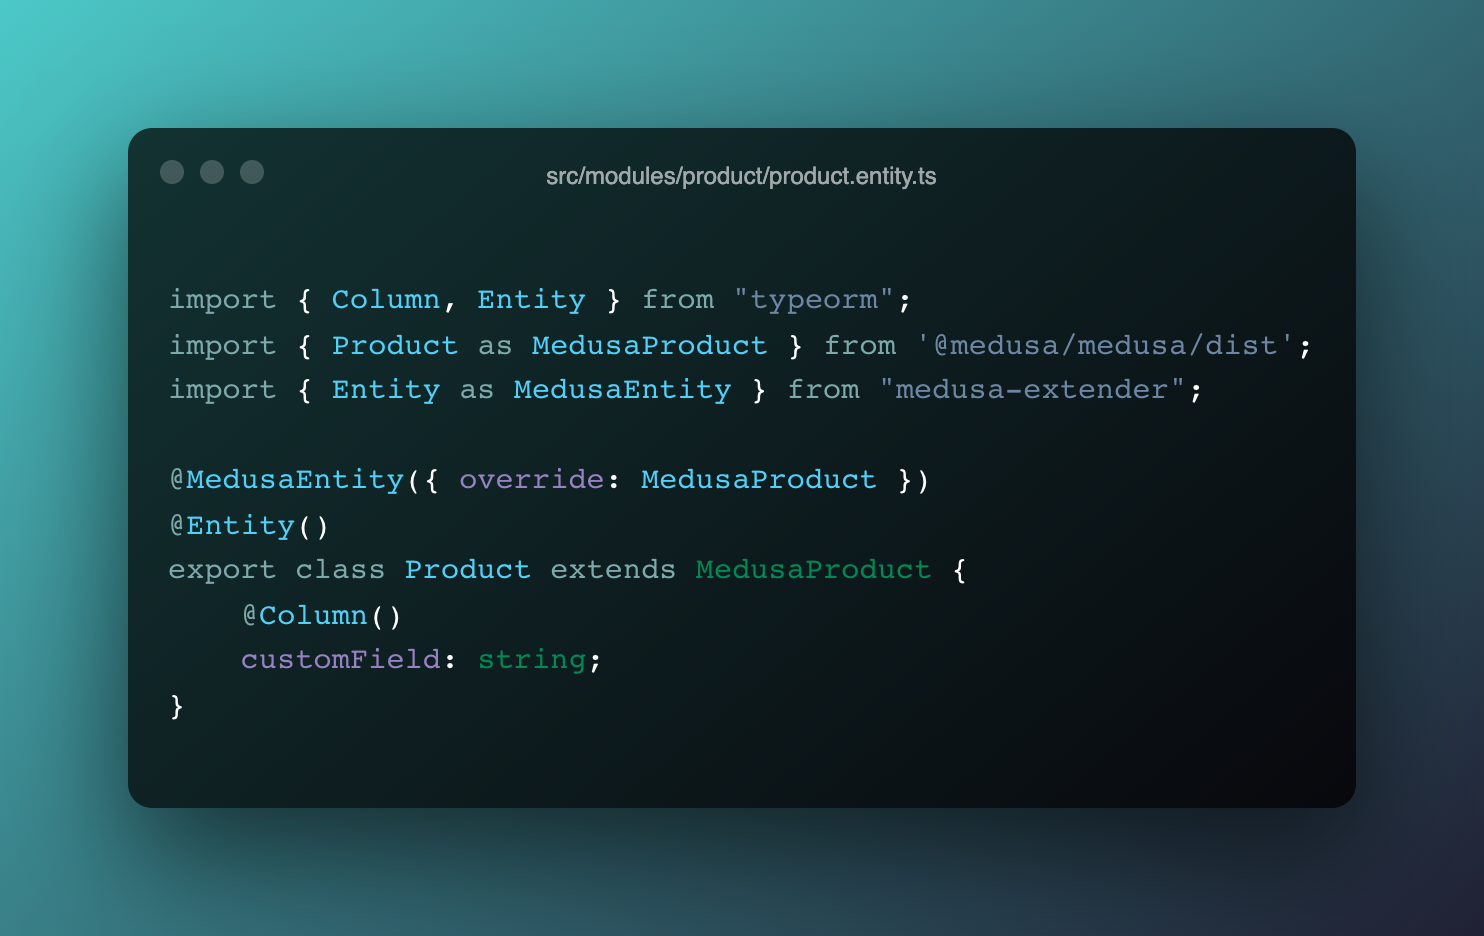 src/modules/product/product.entity.ts
import { Column, Entity } from "typeorm";
import { Product as MedusaProduct } from '@medusa/medusa/dist';
import { Entity as MedusaEntity } from "medusa-extender";
@MedusaEntity({ override: MedusaProduct })
@Entity()
export class Product extends MedusaProduct {
    @Column()
    customField: string;
}